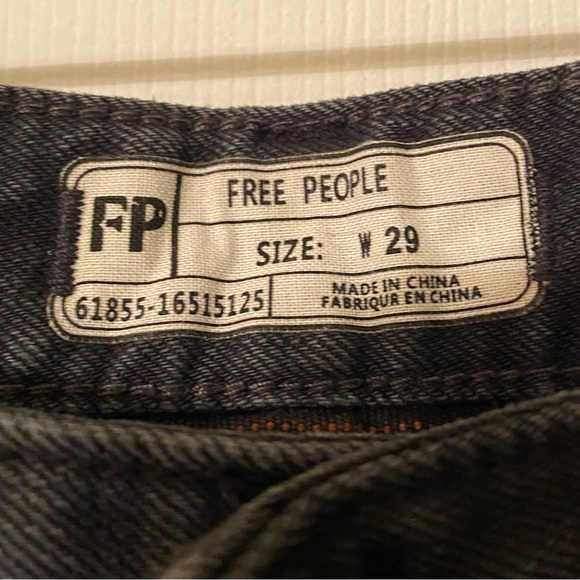 FP
FREE PEOPLE
SIZE: W 29
61855-16515125
MADE IN CHINA
FABRIQUR EN CHINA